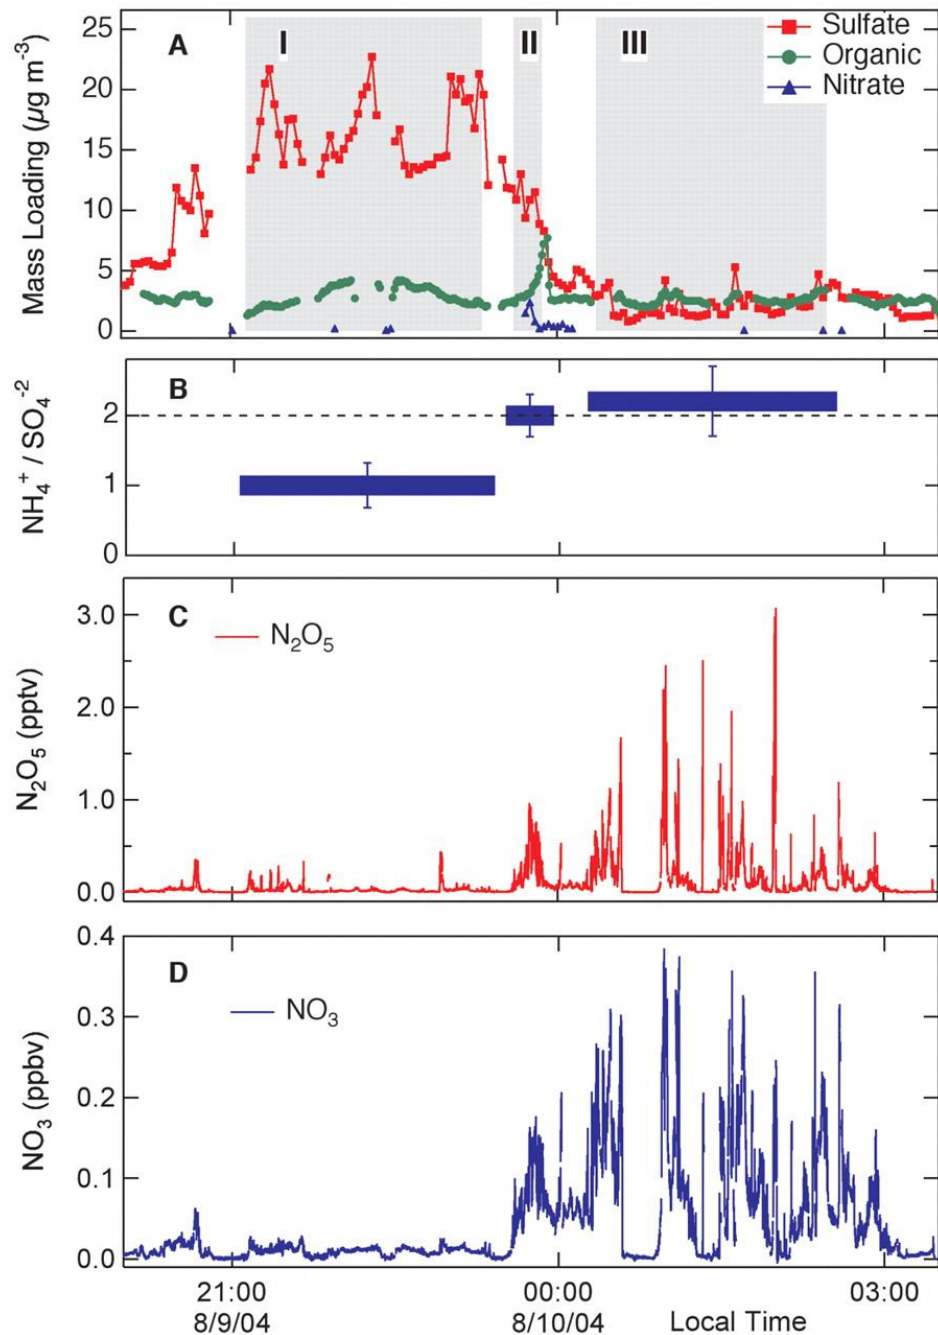 A
I
II
III
Sulfate
Organic
Nitrate
Mass Loading (µg m⁻³)
25
20
15
10
5
0
B
NH₄⁺ / SO₄⁻²
2
1
0
C
N₂O₅
N₂O₅ (pptv)
3.0
2.0
1.0
0.0
D
NO₃
NO₃ (ppbv)
0.4
0.3
0.2
0.1
0.0
21:00
00:00
03:00
8/9/04
8/10/04
Local Time